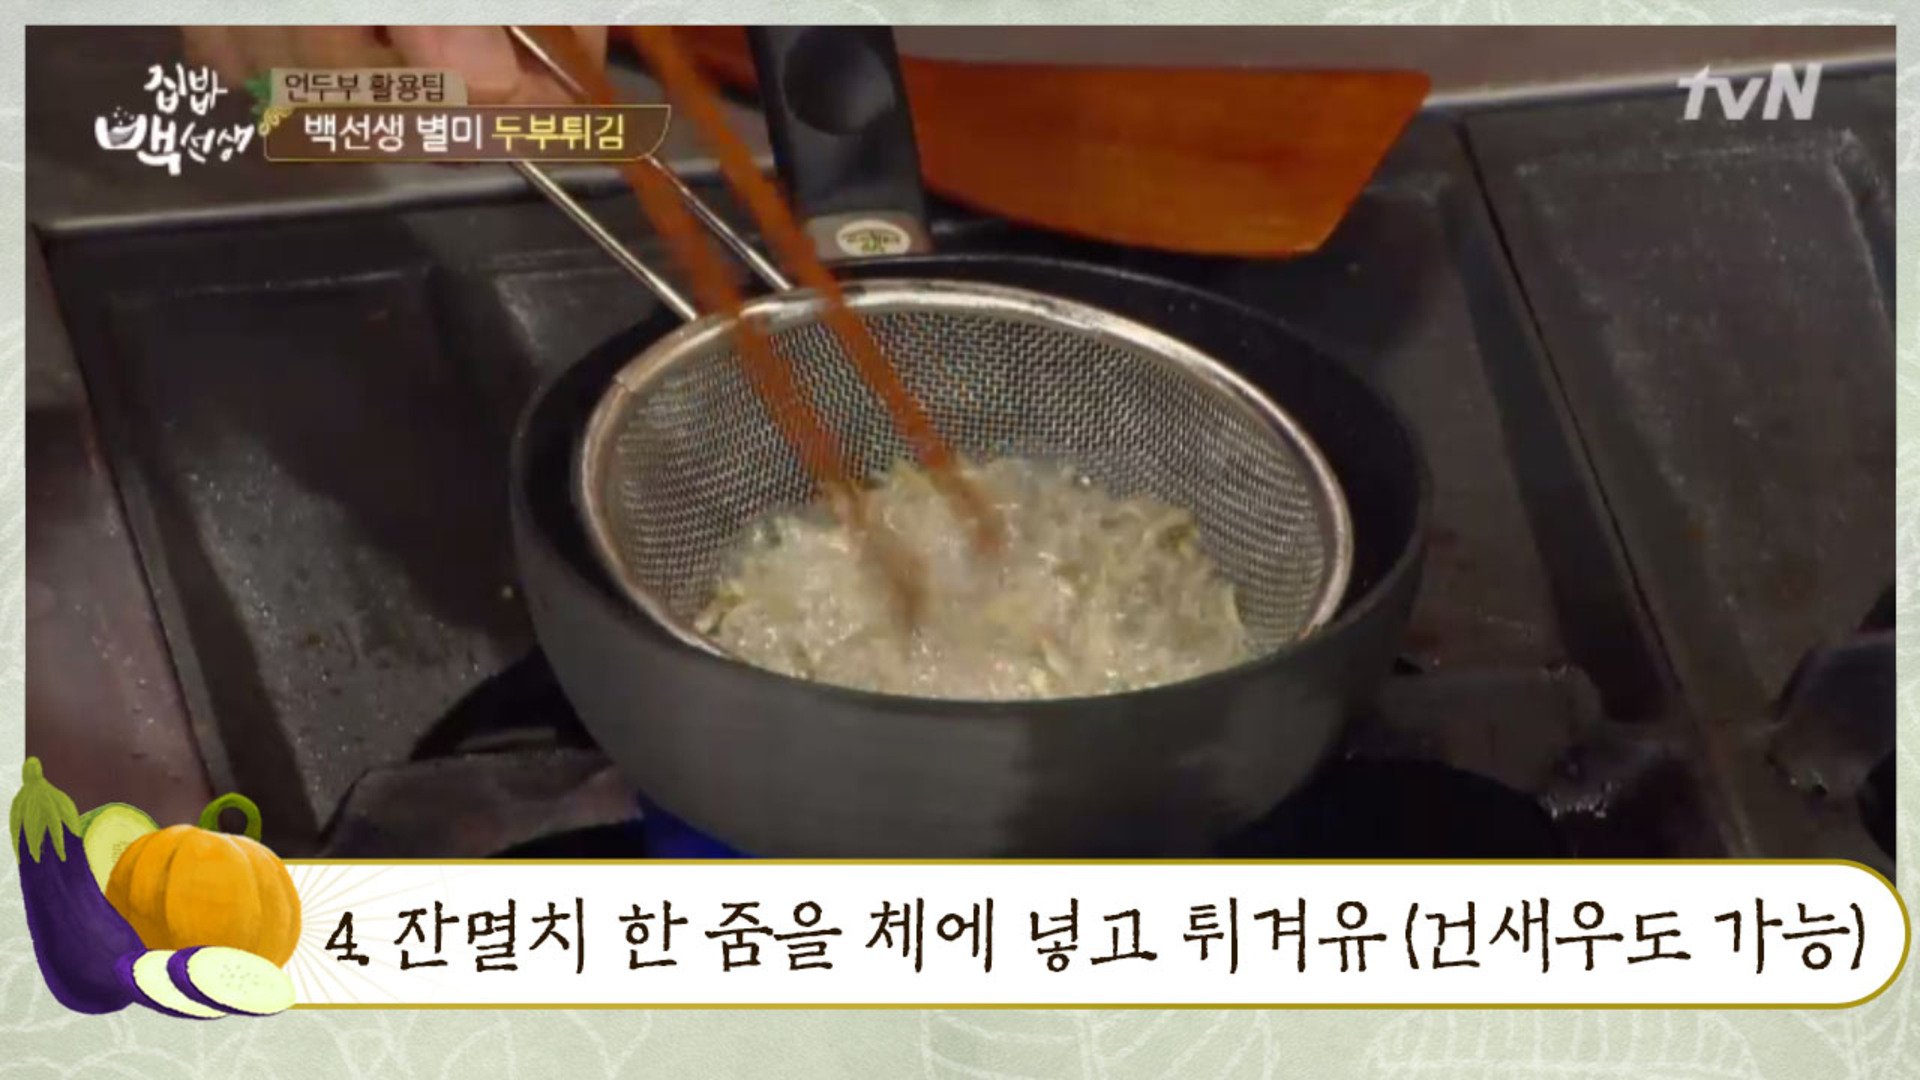 집밥
백선생
언두부 활용팁
백선생 별미 두부튀김
tvN
4. 잔멸치 한 줌을 체에 넣고 튀겨유 (건새우도 가능)